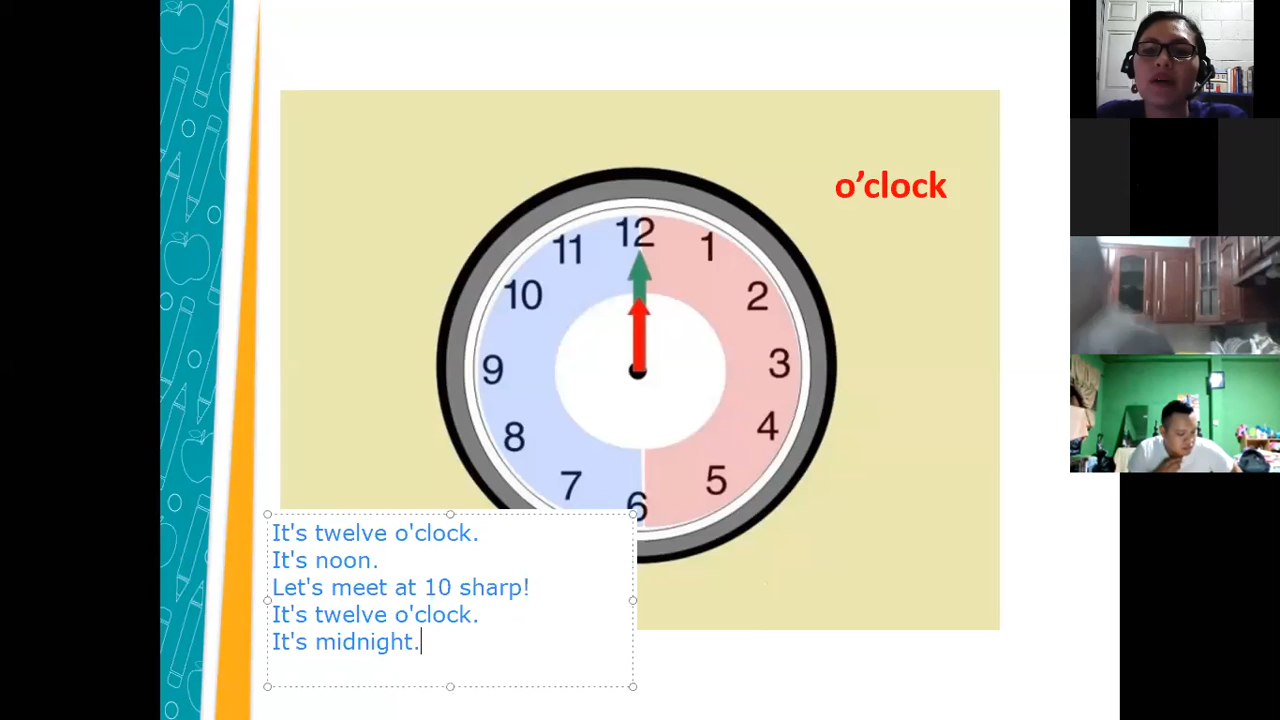 o’clock
12
11
1
10
2
9
3
8
4
7
5
6
It's twelve o'clock.
It's noon.
Let's meet at 10 sharp!
It's twelve o'clock.
It's midnight.